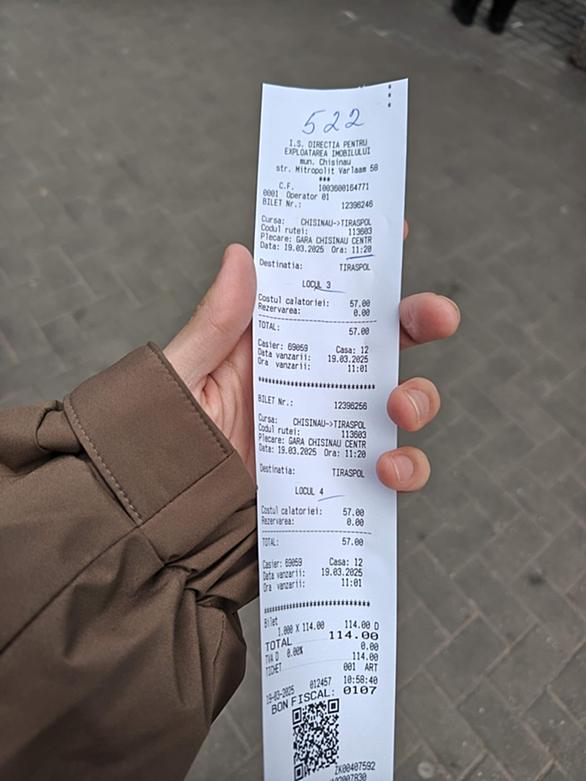 522
I.S. DIRECTIA PENTRU
EXPLOATAREA IMOBILULUI
mun. Chisinau
str. Mitropolit Varlaam 58
***
C.F. 1003600164771
0001 Operator 01
BILET Nr.: 12396246
Cursa: CHISINAU->TIRASPOL
Codul rutei: 113603
Plecare: GARA CHISINAU CENTR
Data: 19.03.2025 Ora: 11:20
Destinatia: TIRASPOL
LOCUL 3
Costul calatoriei: 57.00
Rezervarea: 0.00
TOTAL: 57.00
Casier: 69059 Casa: 12
Data vanzarii: 19.03.2025
Ora vanzarii: 11:01
BILET Nr.: 12396256
Cursa: CHISINAU->TIRASPOL
Codul rutei: 113603
Plecare: GARA CHISINAU CENTR
Data: 19.03.2025 Ora: 11:20
Destinatia: TIRASPOL
LOCUL 4
Costul calatoriei: 57.00
Rezervarea: 0.00
TOTAL: 57.00
Casier: 69059 Casa: 12
Data vanzarii: 19.03.2025
Ora vanzarii: 11:01
Bilet
1.000 X 114.00 114.00 D
TOTAL 114.00
TVA D 0.00% 0.00
114.00
TICHET 001 ART
19-03-2025 012457 10:58:40
BON FISCAL: 0107
ZK00407592